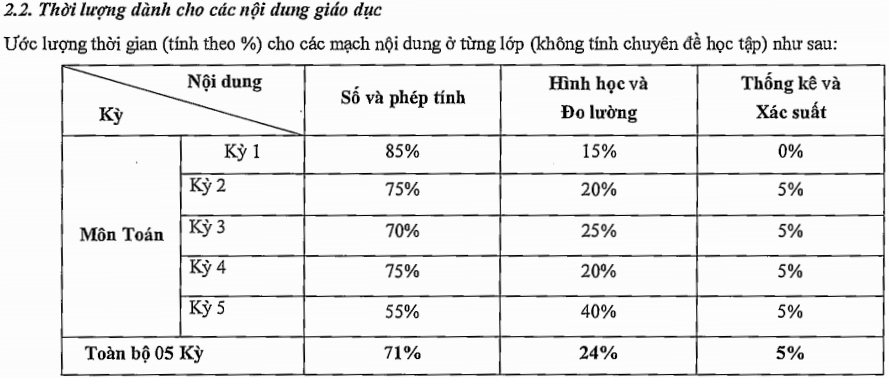 2.2. Thời lượng dành cho các nội dung giáo dục
Ước lượng thời gian (tính theo %) cho các mạch nội dung ở từng lớp (không tính chuyên đề học tập) như sau:
Nội dung
Kỳ
Số và phép tính
Hình học và
Đo lường
Thống kê và
Xác suất
Môn Toán
Kỳ 1 85% 15% 0%
Kỳ 2 75% 20% 5%
Kỳ 3 70% 25% 5%
Kỳ 4 75% 20% 5%
Kỳ 5 55% 40% 5%
Toàn bộ 05 Kỳ 71% 24% 5%